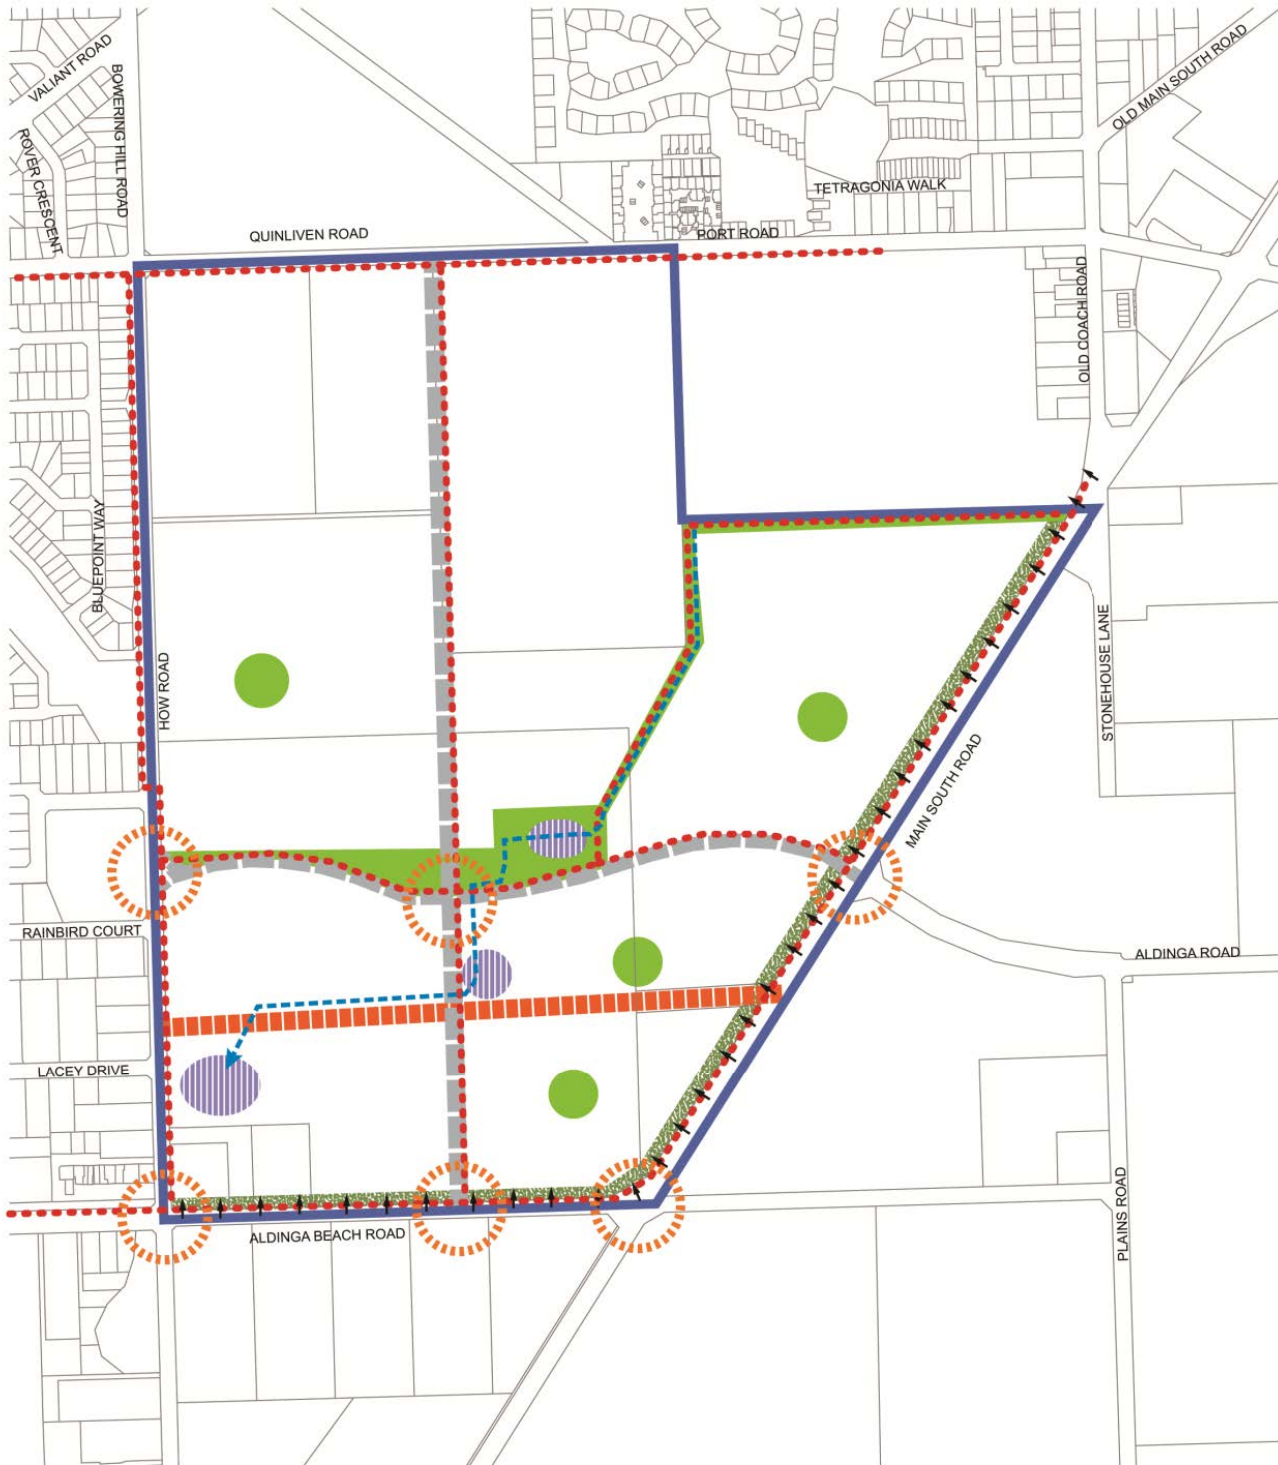 VALIANT ROAD
BOWERING HILL ROAD
OLD MAIN SOUTH ROAD
ROVER CRESCENT
TETRAGONIA WALK
QUINLIVEN ROAD
PORT ROAD
OLD COACH ROAD
BLUEPOINT WAY
STONEHOUSE LANE
HOW ROAD
MAIN SOUTH ROAD
RAINBIRD COURT
ALDINGA ROAD
LACEY DRIVE
PLAINS ROAD
ALDINGA BEACH ROAD